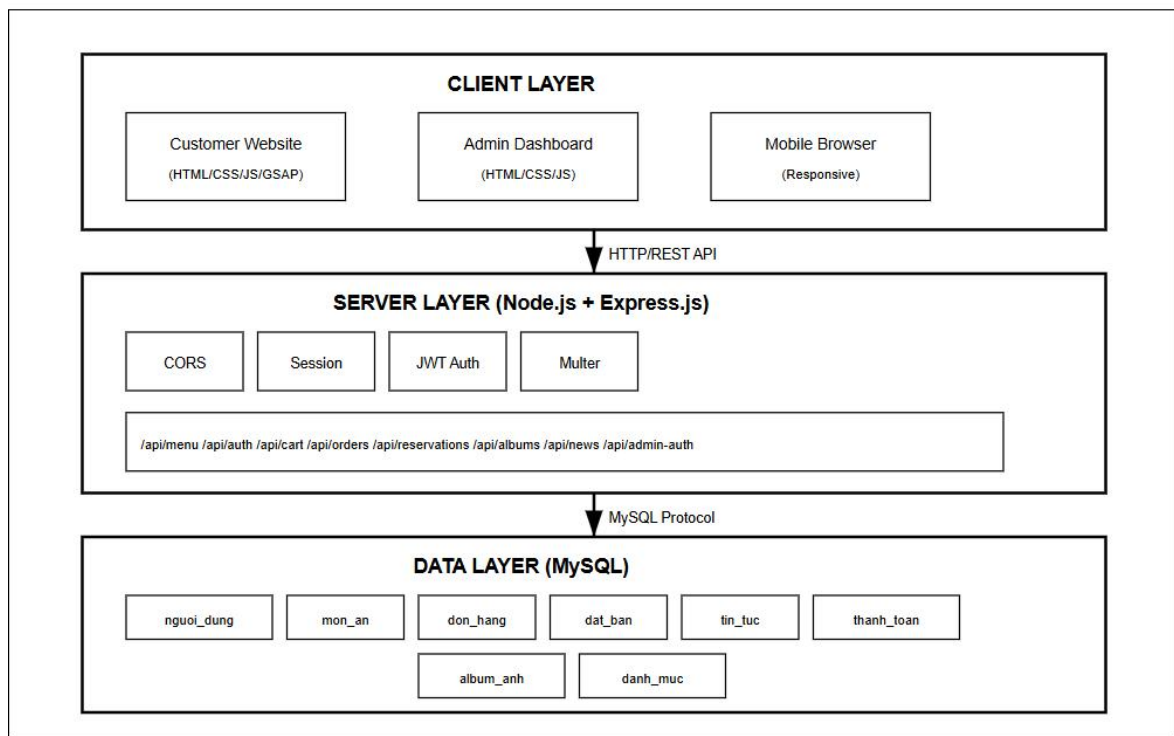 CLIENT LAYER
Customer Website
(HTML/CSS/JS/GSAP)
Admin Dashboard
(HTML/CSS/JS)
Mobile Browser
(Responsive)
HTTP/REST API
SERVER LAYER (Node.js + Express.js)
CORS
Session
JWT Auth
Multer
/api/menu /api/auth /api/cart /api/orders /api/reservations /api/albums /api/news /api/admin-auth
MySQL Protocol
DATA LAYER (MySQL)
nguoi_dung
mon_an
don_hang
dat_ban
tin_tuc
thanh_toan
album_anh
danh_muc